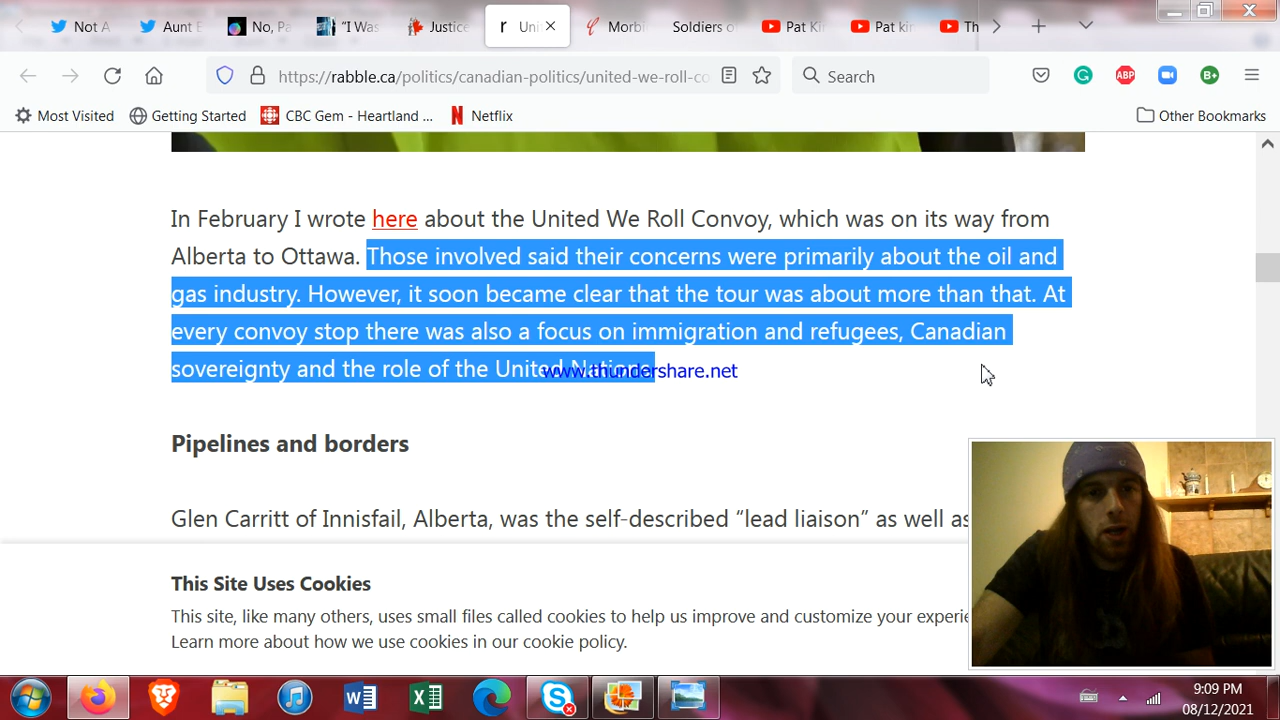 Not A
Aunt E
No, Pa
“I Was
Justice
Uni
Morbi
Soldiers o
Pat Kin
Pat kin
Th
https://rabble.ca/politics/canadian-politics/united-we-roll-co
Search
ABP
B+
Most Visited
Getting Started
CBC Gem - Heartland ...
Netflix
Other Bookmarks
In February I wrote here about the United We Roll Convoy, which was on its way from
Alberta to Ottawa. Those involved said their concerns were primarily about the oil and
gas industry. However, it soon became clear that the tour was about more than that. At
every convoy stop there was also a focus on immigration and refugees, Canadian
sovereignty and the role of the United
www.thundershare.net
Pipelines and borders
Glen Carritt of Innisfail, Alberta, was the self-described “lead liaison” as well as
This Site Uses Cookies
This site, like many others, uses small files called cookies to help us improve and customize your experie
Learn more about how we use cookies in our cookie policy.
9:09 PM
08/12/2021